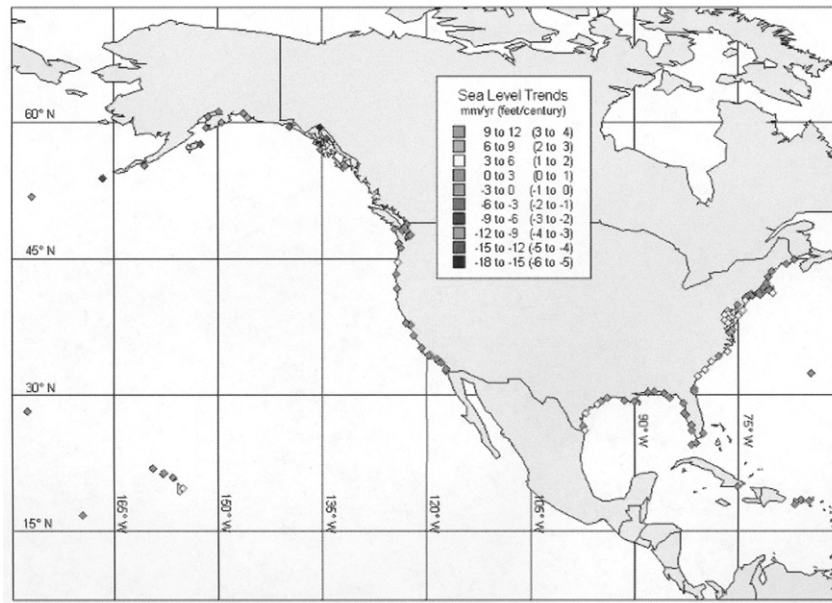 Sea Level Trends
mm/yr (feet/century)
9 to 12 (3 to 4)
6 to 9 (2 to 3)
3 to 6 (1 to 2)
0 to 3 (0 to 1)
-3 to 0 (-1 to 0)
-6 to -3 (-2 to -1)
-9 to -6 (-3 to -2)
-12 to -9 (-4 to -3)
-15 to -12 (-5 to -4)
-18 to -15 (-6 to -5)
60° N
45° N
30° N
15° N
165° W
150° W
135° W
120° W
105° W
90° W
75° W